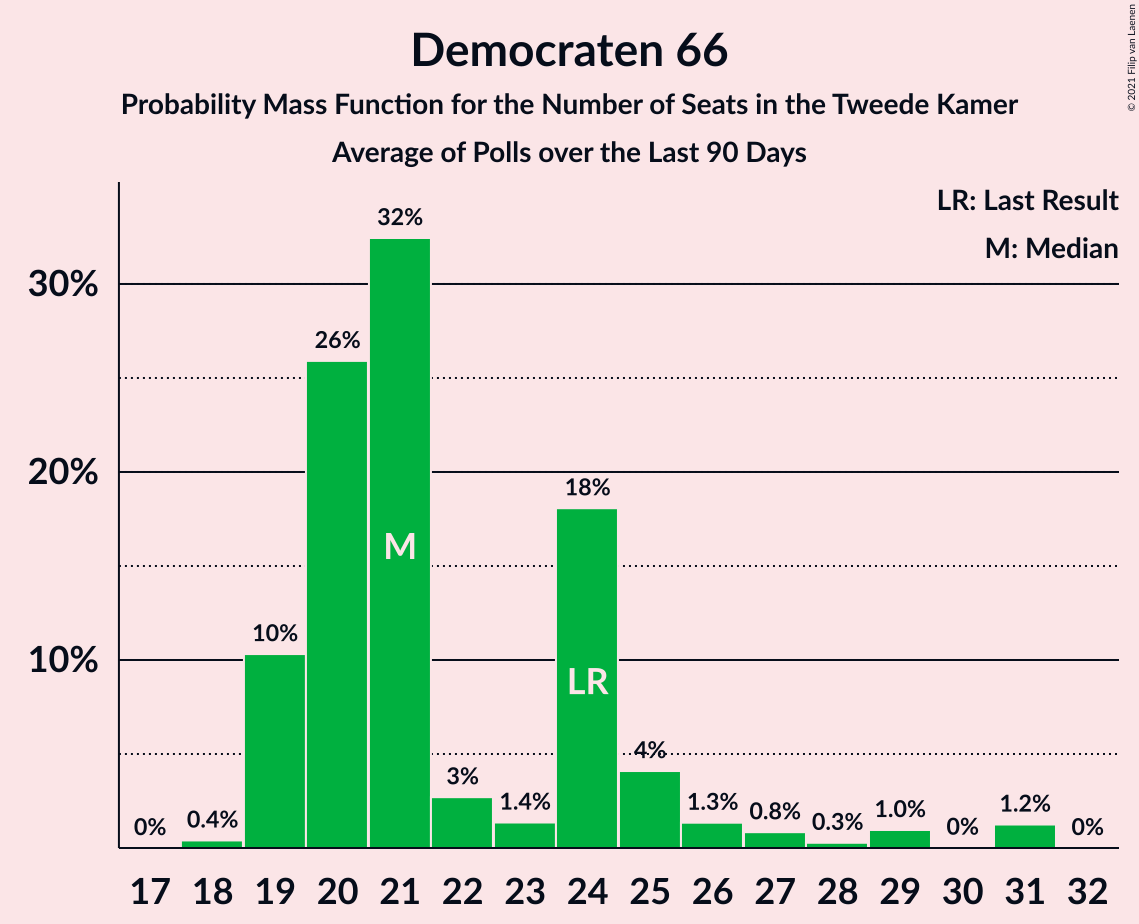 Democraten 66
Probability Mass Function for the Number of Seats in the Tweede Kamer
Average of Polls over the Last 90 Days
© 2021 Filip van Laenen
LR: Last Result
M: Median
30%
20%
10%
0%
0.4%
10%
26%
32%
3%
1.4%
18%
4%
1.3%
0.8%
0.3%
1.0%
0%
1.2%
0%
M
LR
17 18 19 20 21 22 23 24 25 26 27 28 29 30 31 32